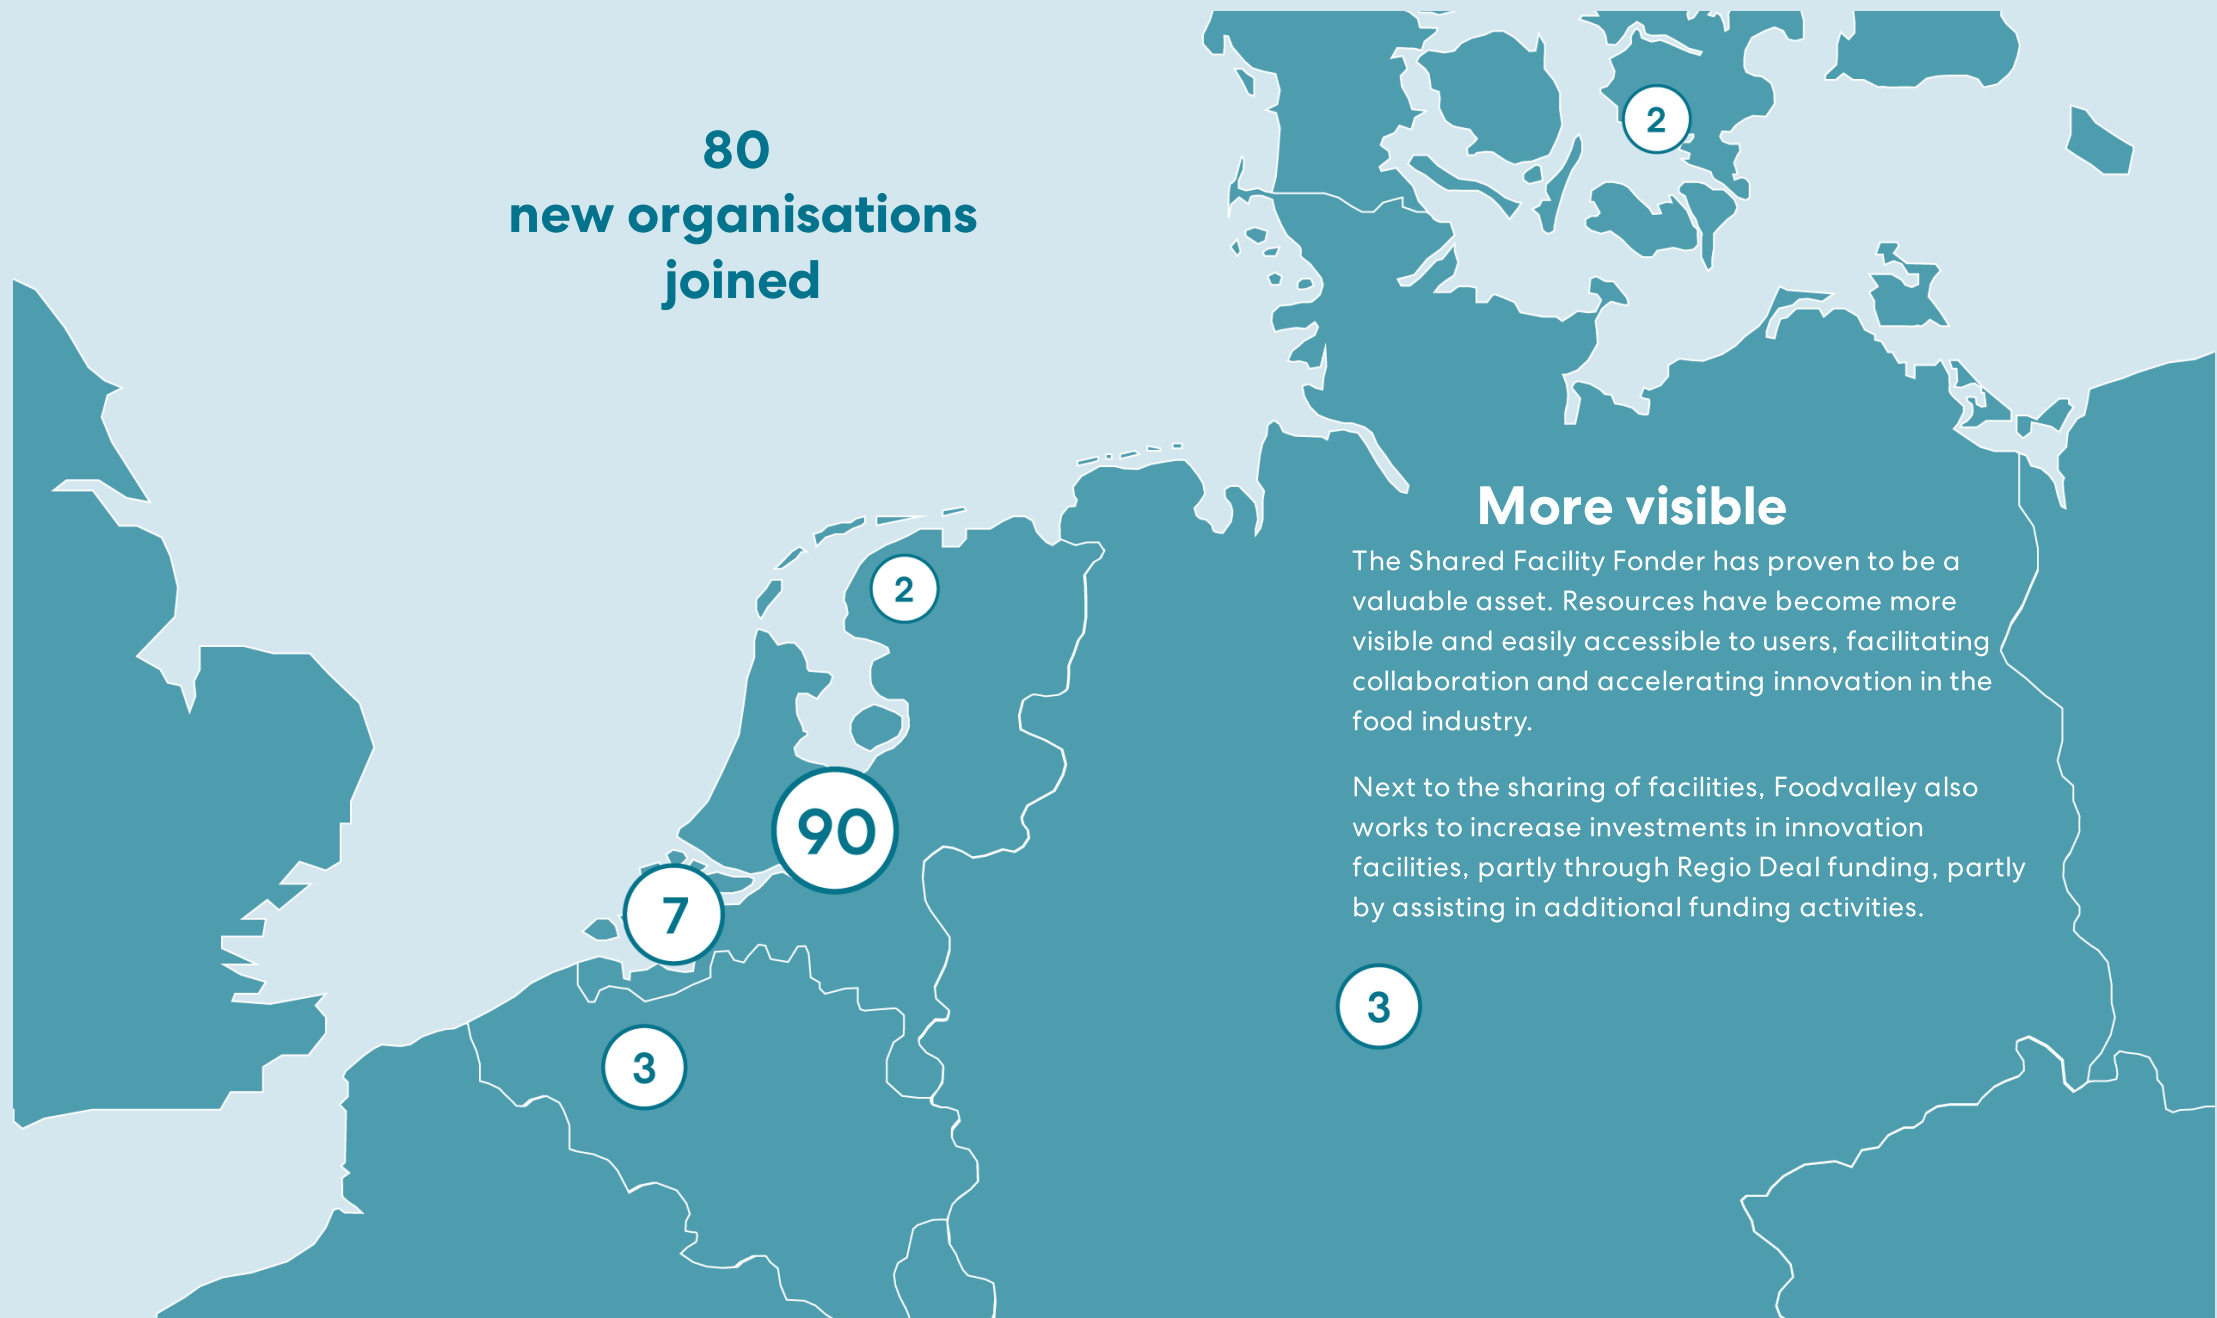 80
new organisations
joined
2
2
More visible
The Shared Facility Fonder has proven to be a
valuable asset. Resources have become more
visible and easily accessible to users, facilitating
collaboration and accelerating innovation in the
food industry.
Next to the sharing of facilities, Foodvalley also
works to increase investments in innovation
facilities, partly through Regio Deal funding, partly
by assisting in additional funding activities.
90
7
3
3